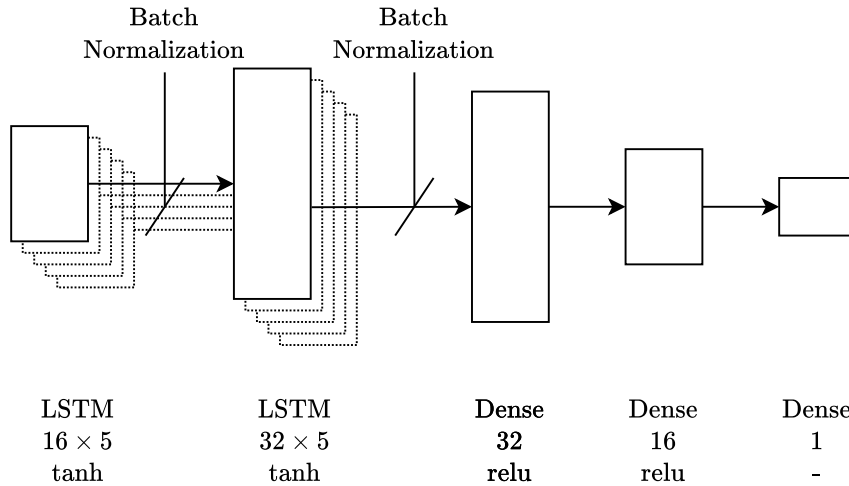 Batch
Normalization
Batch
Normalization
LSTM
16 × 5
tanh
LSTM
32 × 5
tanh
Dense
32
relu
Dense
16
relu
Dense
1
-